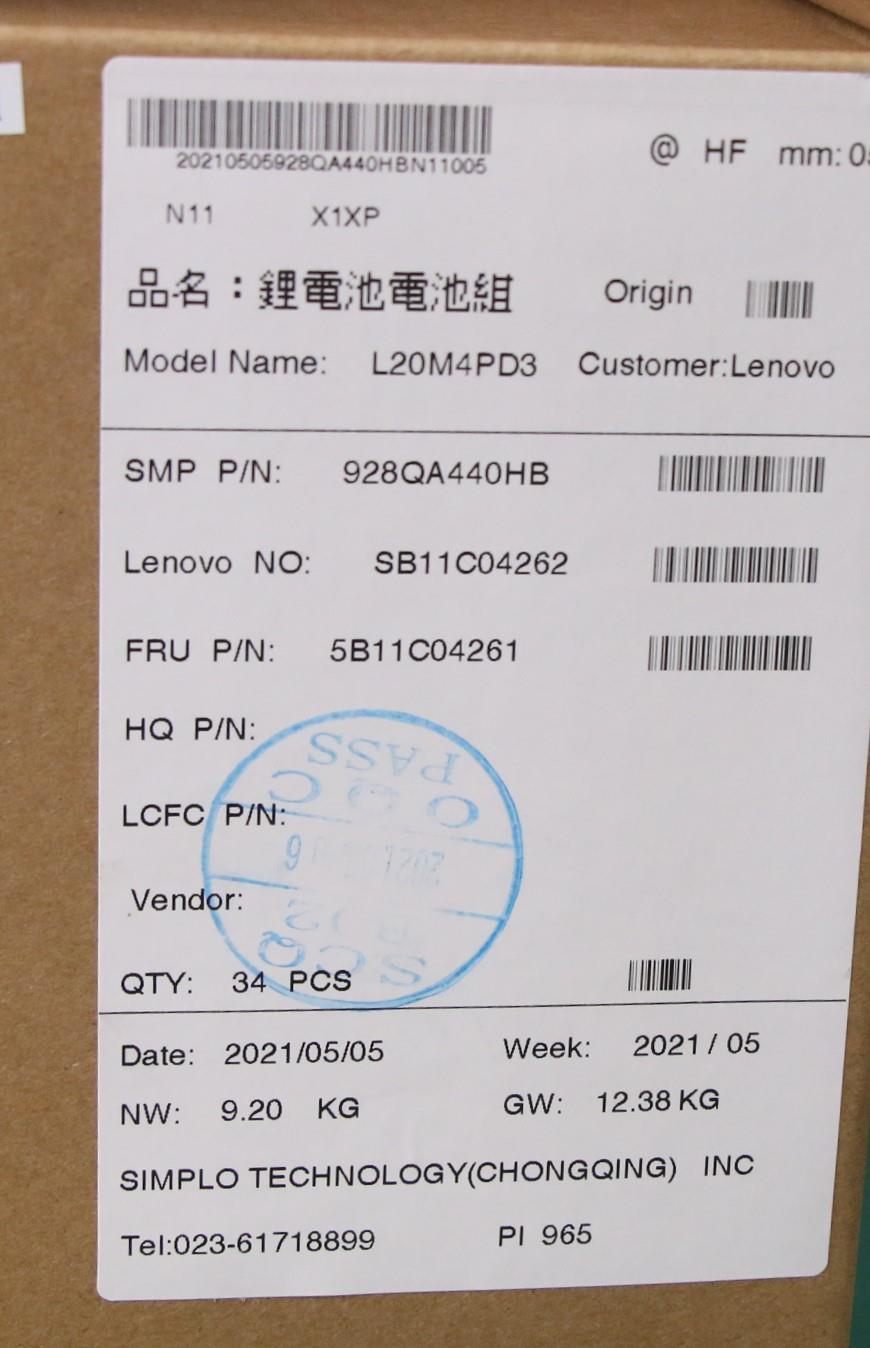 20210505928QA440HBN11005
@ HF mm:05
N11 X1XP
品名：鋰電池電池組 Origin
Model Name: L20M4PD3 Customer:Lenovo
SMP P/N: 928QA440HB
Lenovo NO: SB11C04262
FRU P/N: 5B11C04261
HQ P/N:
LCFC P/N:
Vendor:
QTY: 34 PCS
SCQ
OQC
PASS
Date: 2021/05/05 Week: 2021 / 05
NW: 9.20 KG GW: 12.38 KG
SIMPLO TECHNOLOGY(CHONGQING) INC
Tel:023-61718899 PI 965